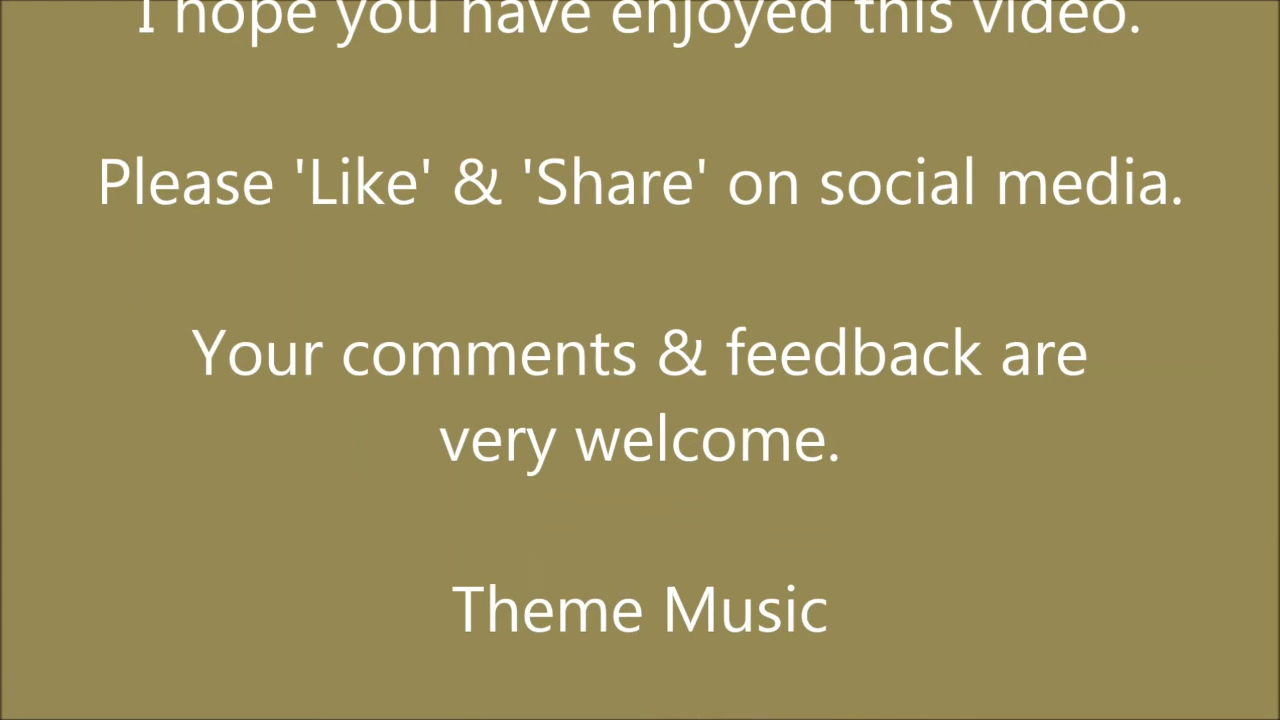 I hope you have enjoyed this video.
Please 'Like' & 'Share' on social media.
Your comments & feedback are
very welcome.
Theme Music